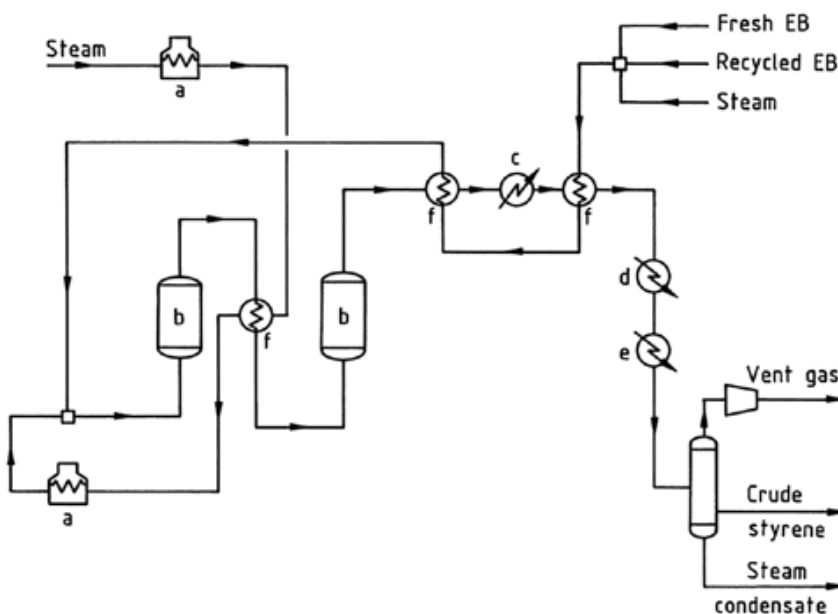 Steam
a
Fresh EB
Recycled EB
Steam
c
f
f
b
f
b
d
e
a
Vent gas
Crude
styrene
Steam
condensate